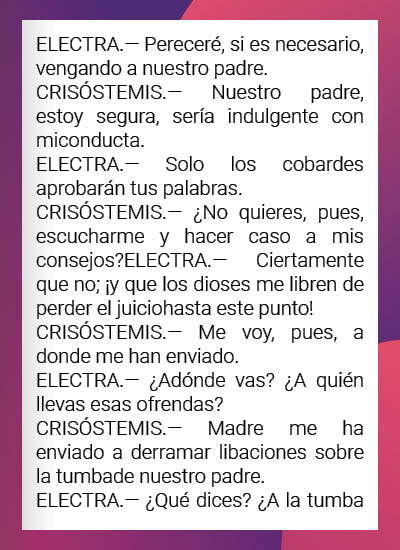 ELECTRA.— Pereceré, si es necesario,
vengando a nuestro padre.
CRISÓSTEMIS.— Nuestro padre,
estoy segura, sería indulgente con
miconducta.
ELECTRA.— Solo los cobardes
aprobarán tus palabras.
CRISÓSTEMIS.— ¿No quieres, pues,
escucharme y hacer caso a mis
consejos?ELECTRA.— Ciertamente
que no; ¡y que los dioses me libren de
perder el juiciohasta este punto!
CRISÓSTEMIS.— Me voy, pues, a
donde me han enviado.
ELECTRA.— ¿Adónde vas? ¿A quién
llevas esas ofrendas?
CRISÓSTEMIS.— Madre me ha
enviado a derramar libaciones sobre
la tumbade nuestro padre.
ELECTRA.— ¿Qué dices? ¿A la tumba